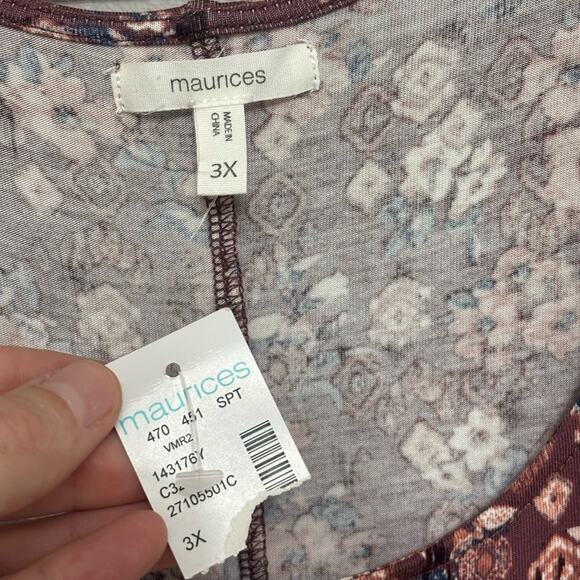 maurices
MADE IN
CHINA
3X
maurices
470 451 SPT
VMR2
143176Y
27105501C
3X